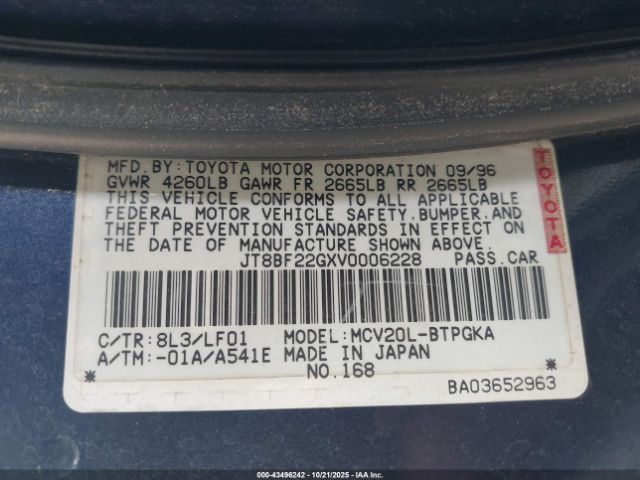 MFD. BY: TOYOTA MOTOR CORPORATION 09/96
GVWR 4260LB GAWR FR 2665LB RR 2665LB
THIS VEHICLE CONFORMS TO ALL APPLICABLE
FEDERAL MOTOR VEHICLE SAFETY.BUMPER.AND
THEFT PREVENTION STANDARDS IN EFFECT ON
THE DATE OF MANUFACTURE SHOWN ABOVE.
JT8BF22GXV0006228 PASS.CAR
TOYOTA
C/TR: 8L3/LF01 MODEL: MCV20L-BTPGKA
A/TM: -01A/A541E MADE IN JAPAN
* NO.168 *
BA03652963
000-43496242 - 10/21/2025 - IAAI.COM